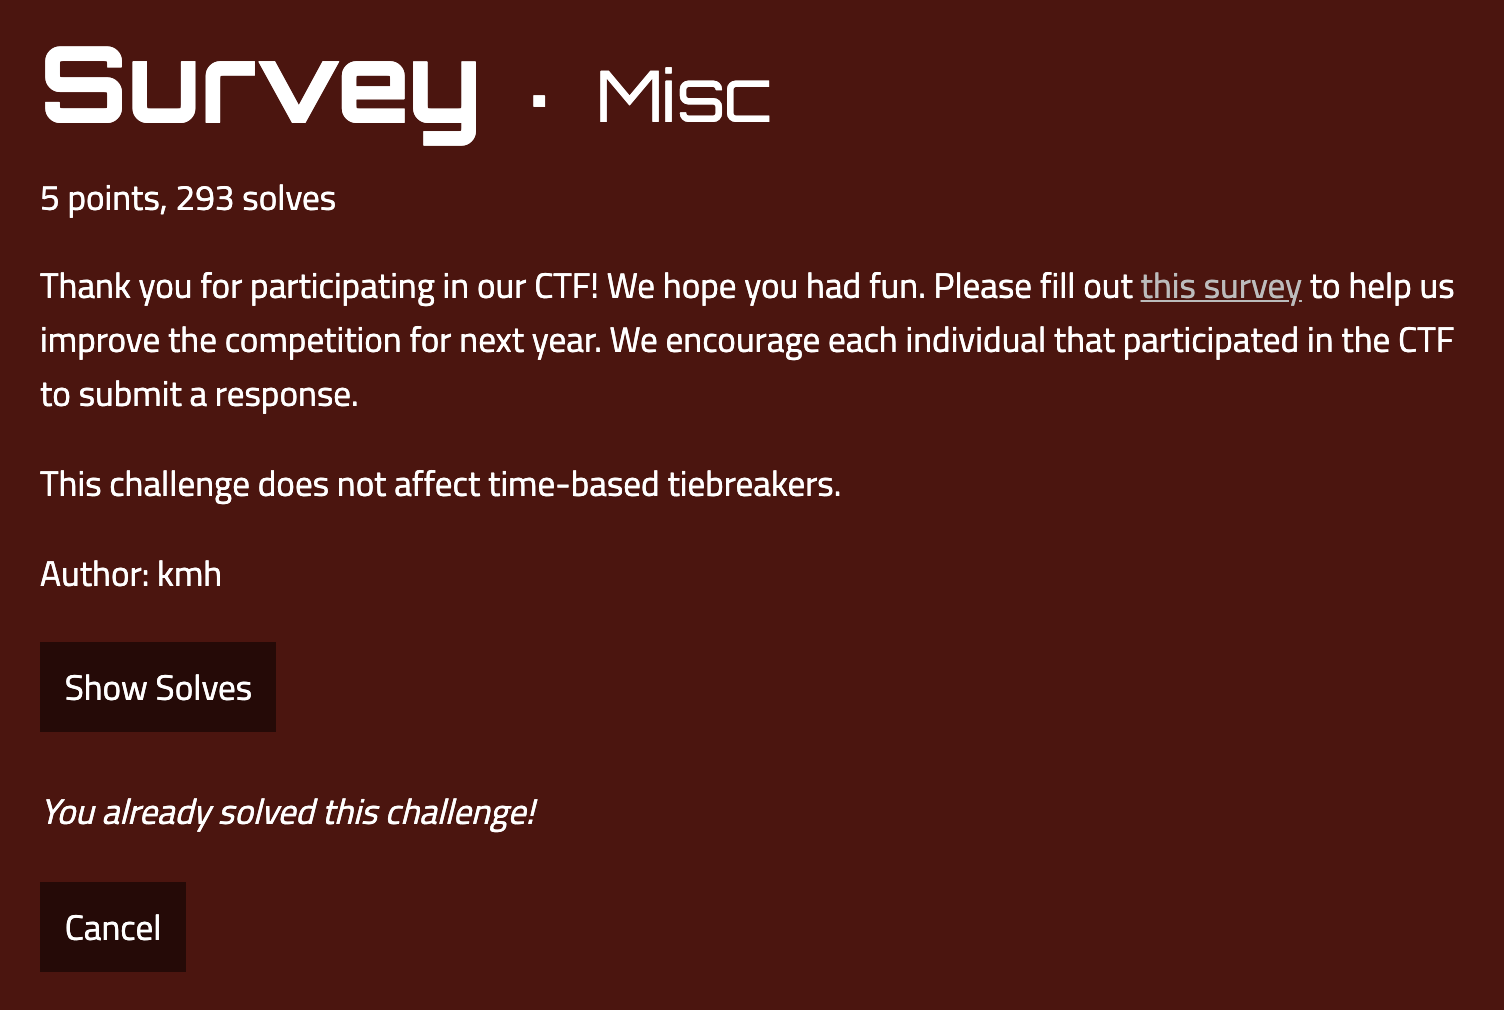 Survey · Misc
5 points, 293 solves
Thank you for participating in our CTF! We hope you had fun. Please fill out this survey to help us
improve the competition for next year. We encourage each individual that participated in the CTF
to submit a response.
This challenge does not affect time-based tiebreakers.
Author: kmh
Show Solves
You already solved this challenge!
Cancel